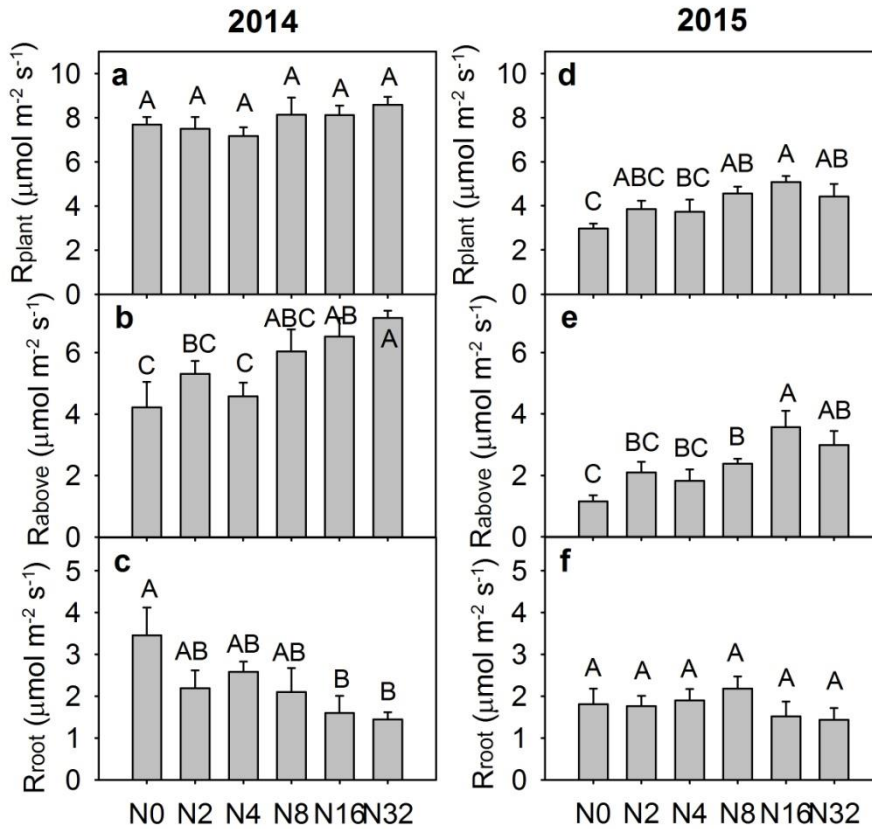 2014 2015
a
10
8
6
4
2
0
Rplant (μmol m-2 s-1)
A A A A A A
d
10
8
6
4
2
0
Rplant (μmol m-2 s-1)
C ABC BC AB A AB
b
6
4
2
0
Rabove (μmol m-2 s-1)
C BC C ABC AB A
e
6
4
2
0
Rabove (μmol m-2 s-1)
C BC BC B A AB
c
5
4
3
2
1
0
Rroot (μmol m-2 s-1)
A AB AB AB B B
N0 N2 N4 N8 N16 N32
f
5
4
3
2
1
0
Rroot (μmol m-2 s-1)
A A A A A A
N0 N2 N4 N8 N16 N32